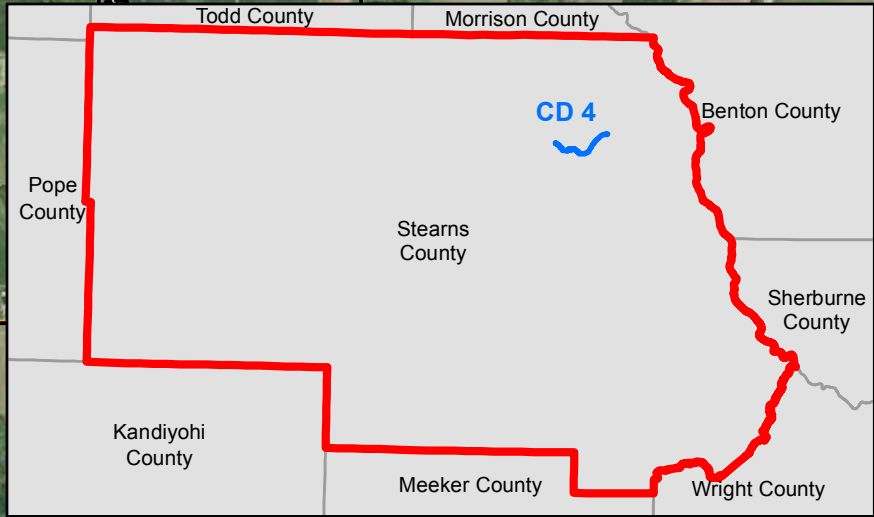 Todd County
Morrison County
CD 4
Benton County
Pope
County
Stearns
County
Sherburne
County
Kandiyohi
County
Meeker County
Wright County